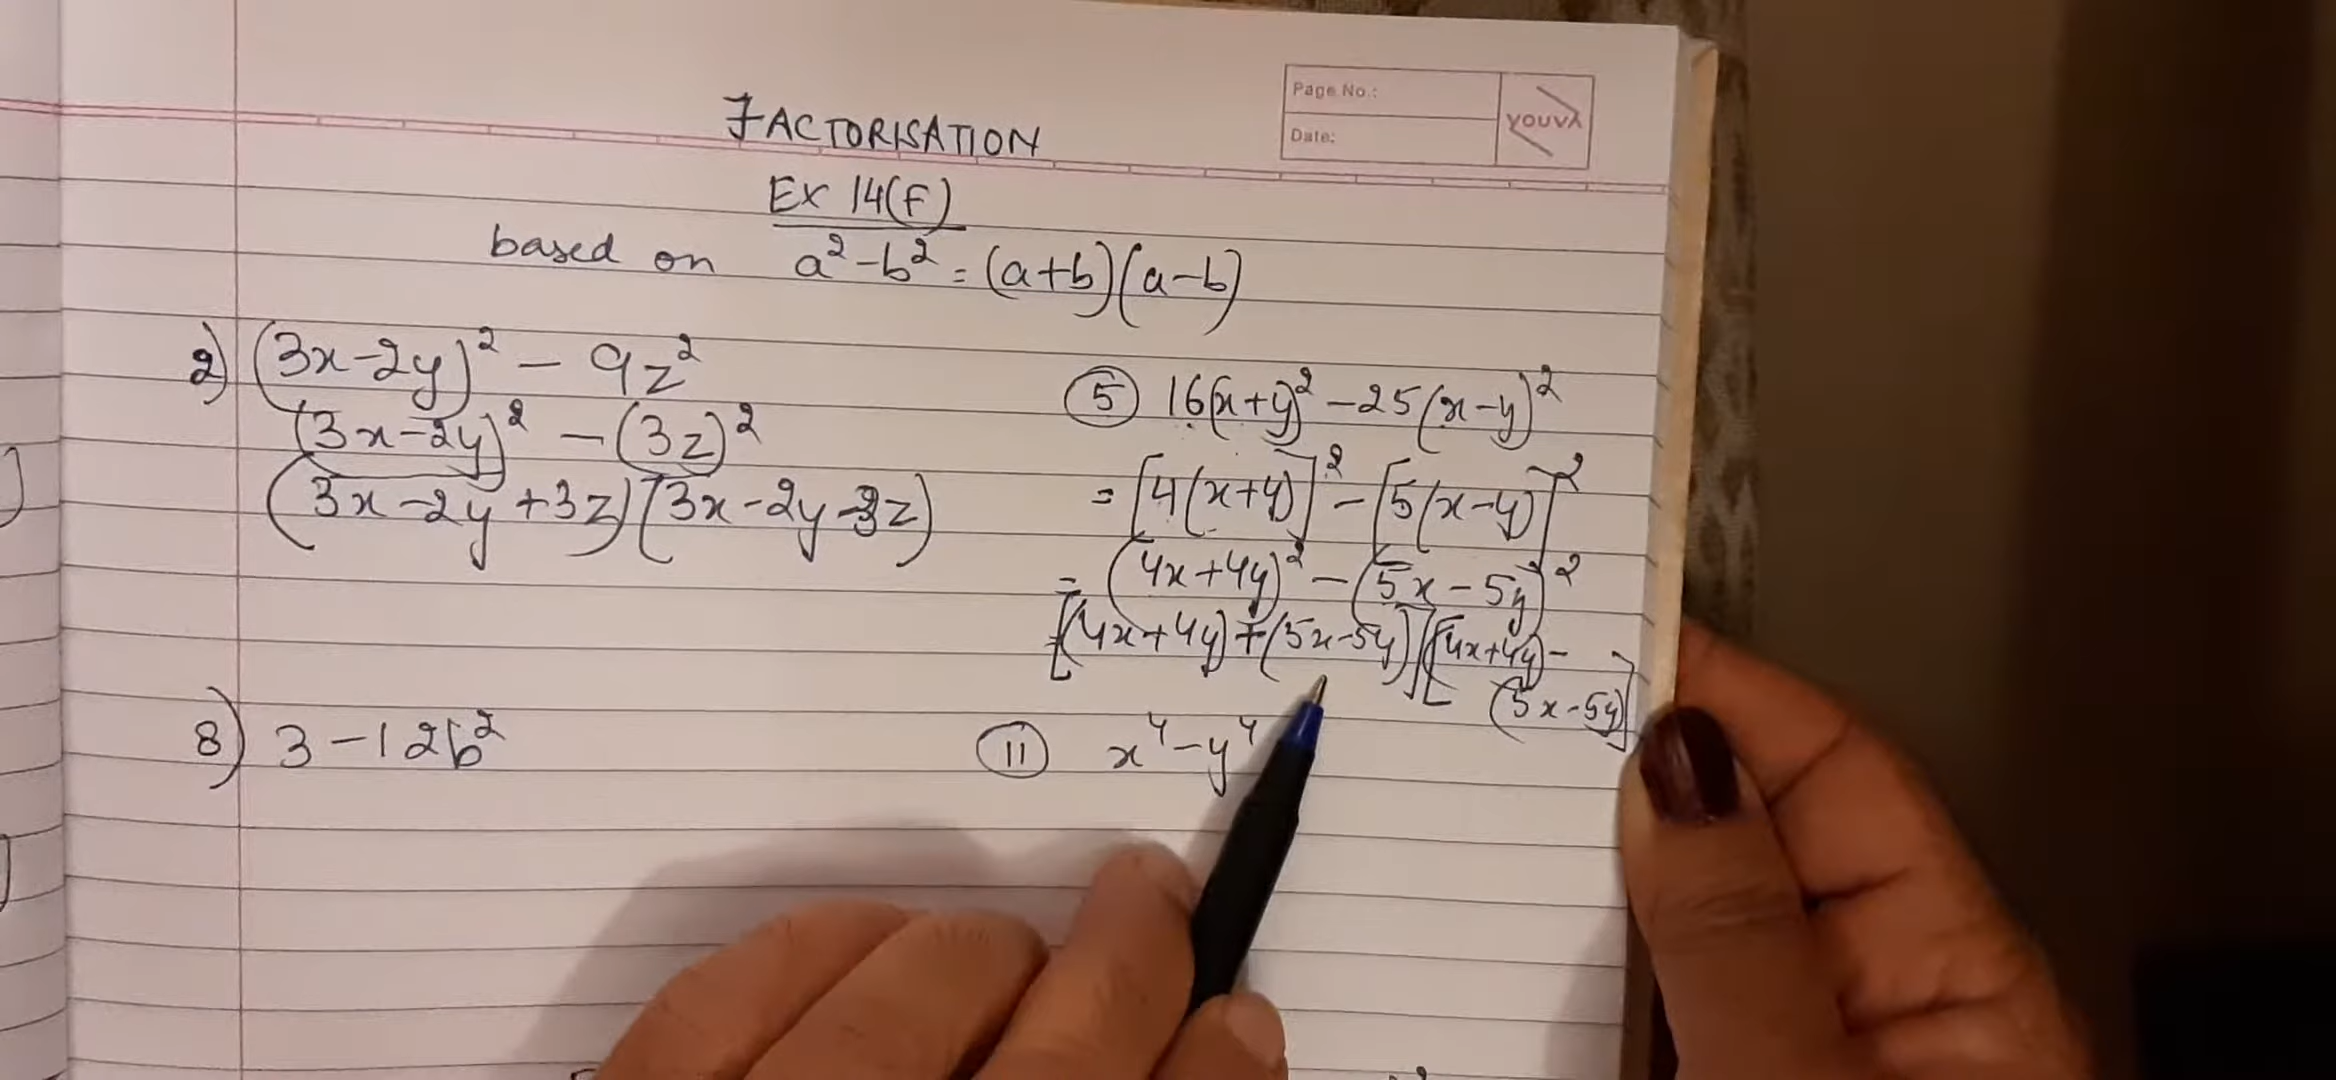 Page No.:
Date:
youva
FACTORISATION
Ex 14(F)
based on a² - b² = (a+b)(a-b)
2) (3x-2y)² - 9z²
(3x-2y)² - (3z)²
(3x-2y+3z)(3x-2y-3z)
5 16(x+y)² - 25(x-y)²
= [4(x+y)]² - [5(x-y)]²
= (4x+4y)² - (5x-5y)²
[(4x+4y)+(5x-5y)][(4x+4y)-
(5x-5y)]
8) 3-12b²
11 x⁴-y⁴